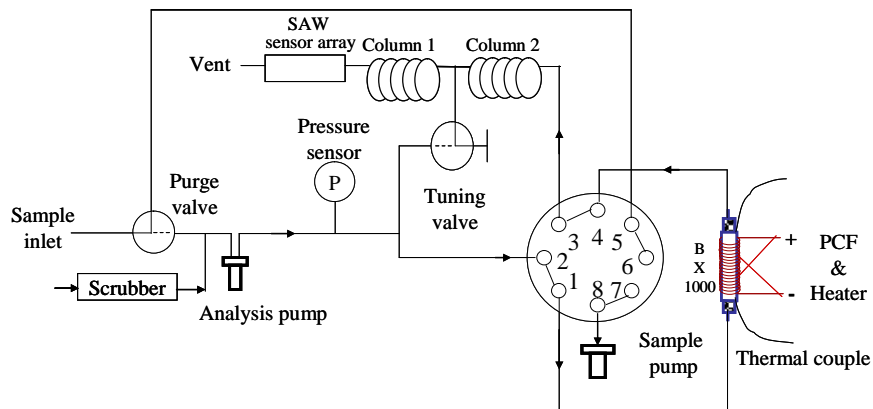 SAW
sensor array
Column 1
Column 2
Vent
Pressure
sensor
P
Purge
valve
Tuning
valve
Sample
inlet
Scrubber
Analysis pump
3
4
5
2
6
1
8
7
Sample
pump
B
X
1000
+
-
PCF
&
Heater
Thermal couple